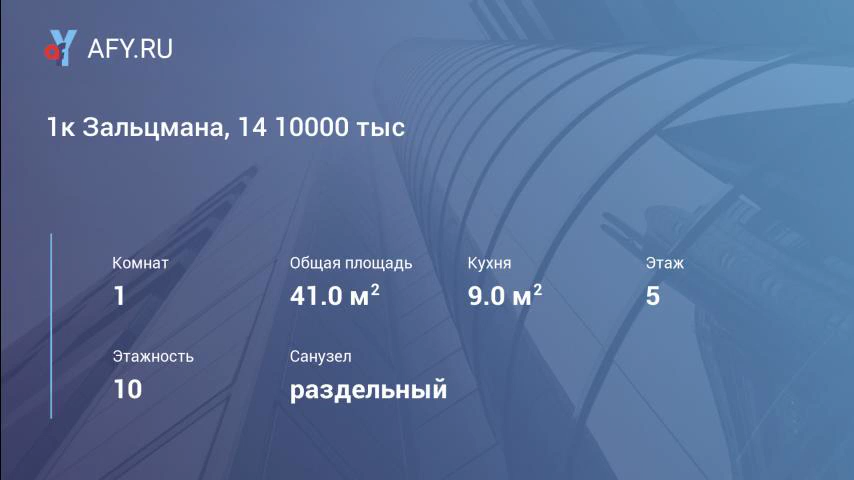 AFY.RU
1к Зальцмана, 14 10000 тыс
Комнат
1
Общая площадь
41.0 м²
Кухня
9.0 м²
Этаж
5
Этажность
10
Санузел
раздельный